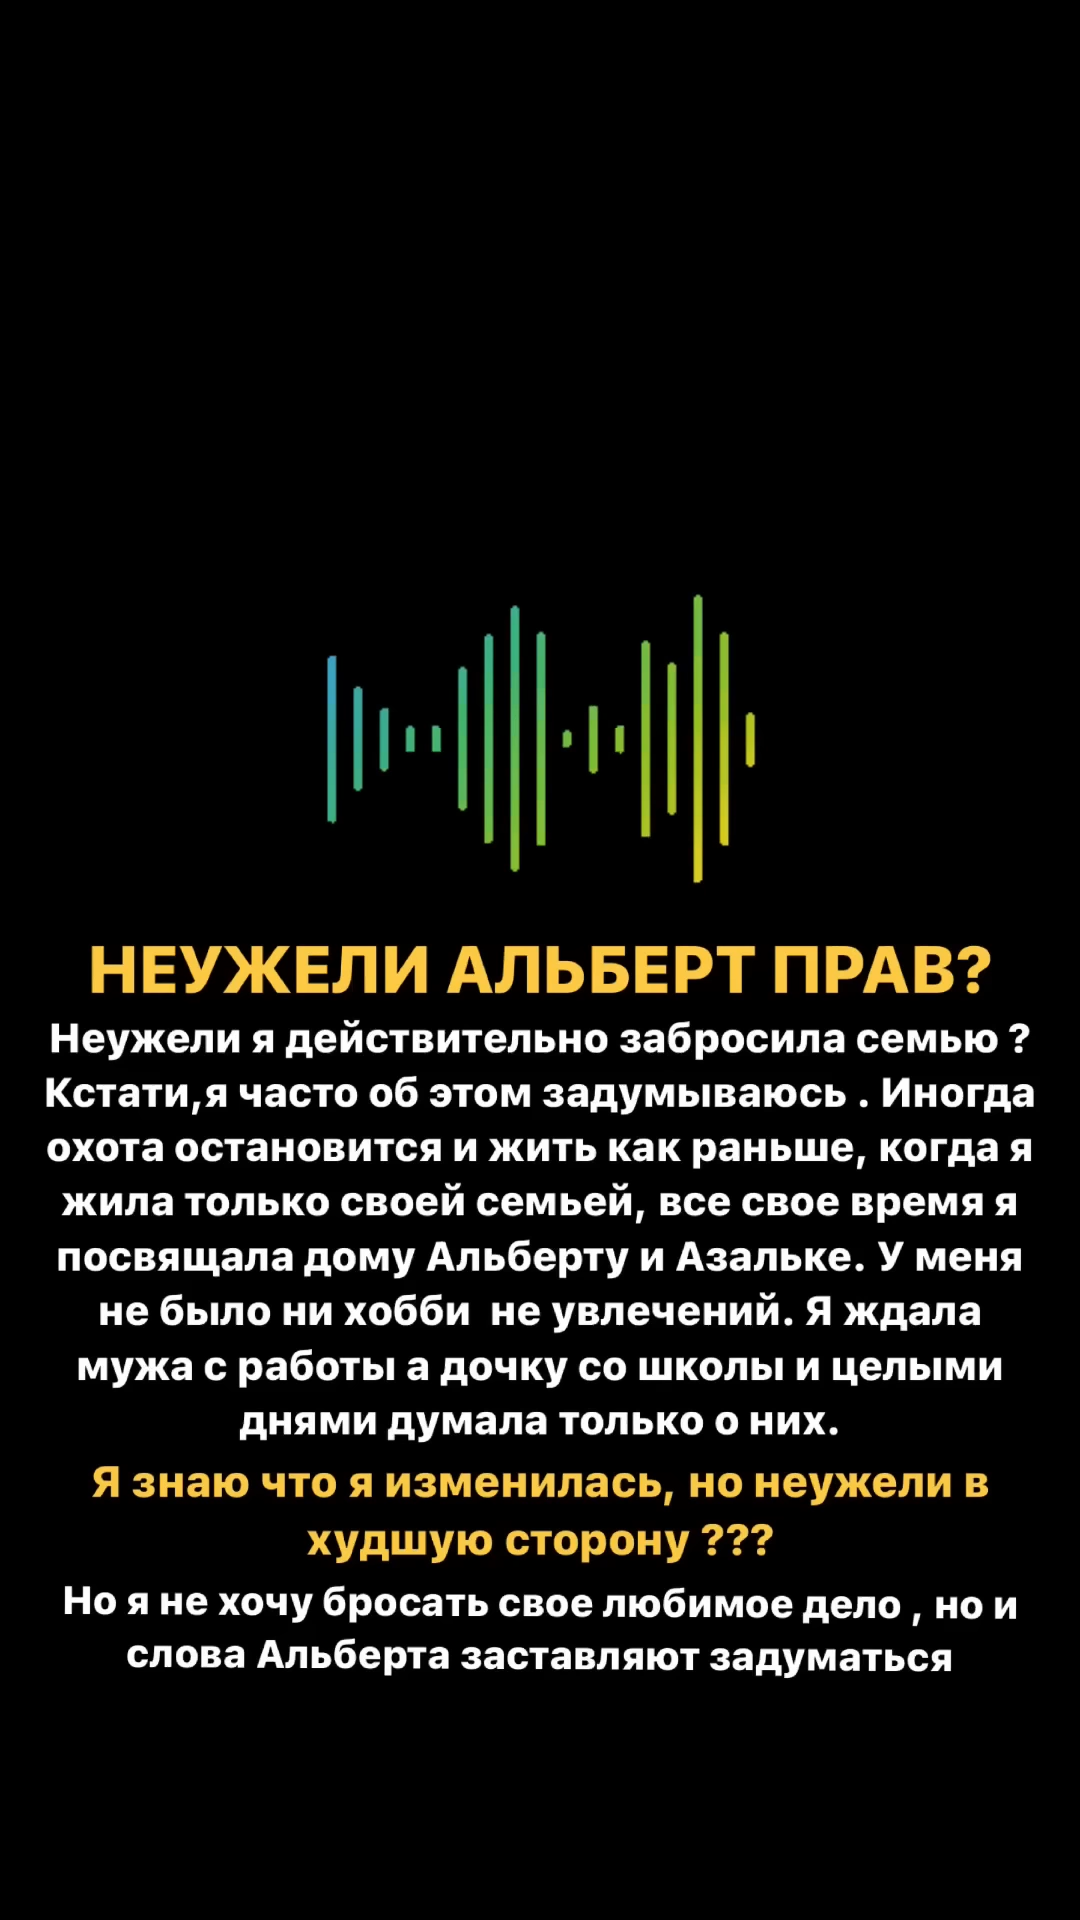 НЕУЖЕЛИ АЛЬБЕРТ ПРАВ?
Неужели я действительно забросила семью ?
Кстати,я часто об этом задумываюсь . Иногда
охота остановится и жить как раньше, когда я
жила только своей семьей, все свое время я
посвящала дому Альберту и Азальке. У меня
не было ни хобби  не увлечений. Я ждала
мужа с работы а дочку со школы и целыми
днями думала только о них.
Я знаю что я изменилась, но неужели в
худшую сторону ???
Но я не хочу бросать свое любимое дело , но и
слова Альберта заставляют задуматься